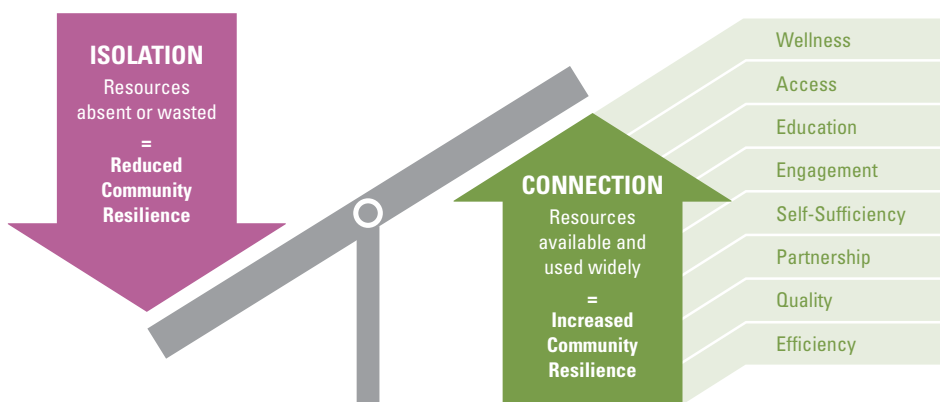 ISOLATION
Resources
absent or wasted
=
Reduced
Community
Resilience
CONNECTION
Resources
available and
used widely
=
Increased
Community
Resilience
Wellness
Access
Education
Engagement
Self-Sufficiency
Partnership
Quality
Efficiency